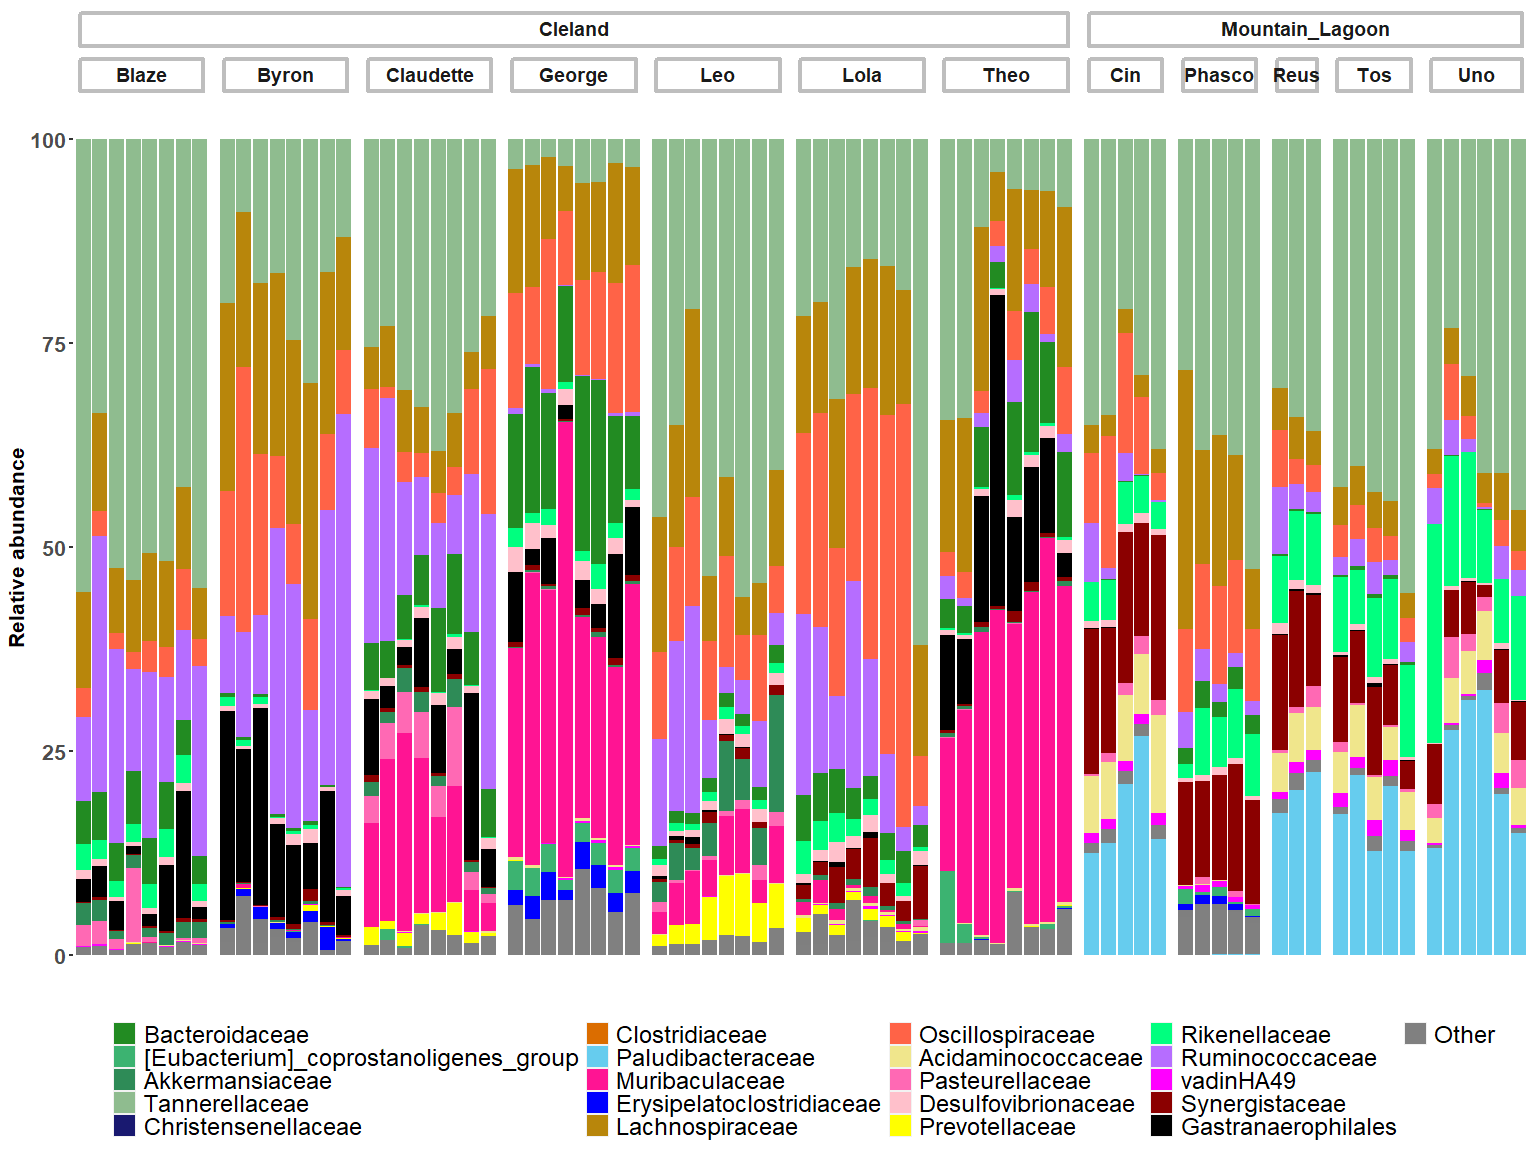 Cleland Mountain_Lagoon
Blaze Byron Claudette George Leo Lola Theo Cin Phasco Reus Tos Uno
100
75
50
25
0
Relative abundance
Bacteroidaceae Clostridiaceae Oscillospiraceae Rikenellaceae Other
[Eubacterium]_coprostanoligenes_group Paludibacteraceae Acidaminococcaceae Ruminococcaceae
Akkermansiaceae Muribaculaceae Pasteurellaceae vadinHA49
Tannerellaceae Erysipelatoclostridiaceae Desulfovibrionaceae Synergistaceae
Christensenellaceae Lachnospiraceae Prevotellaceae Gastranaerophilales